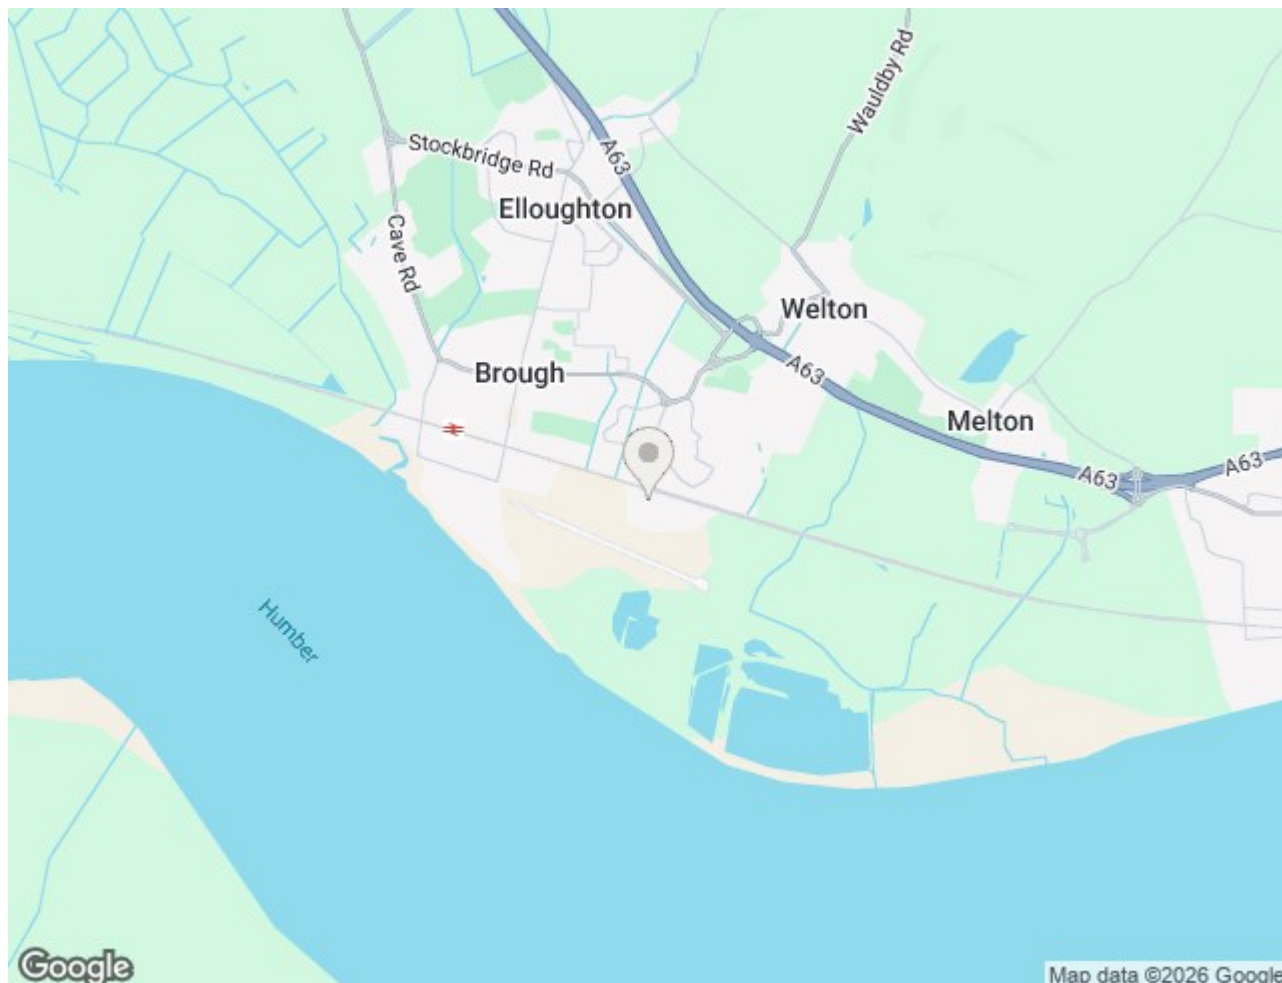 Wauldby Rd
Stockbridge Rd
A63
Elloughton
Cave Rd
Welton
Brough
A63
Melton
A63
A63
Humber
Google
Map data ©2026 Google